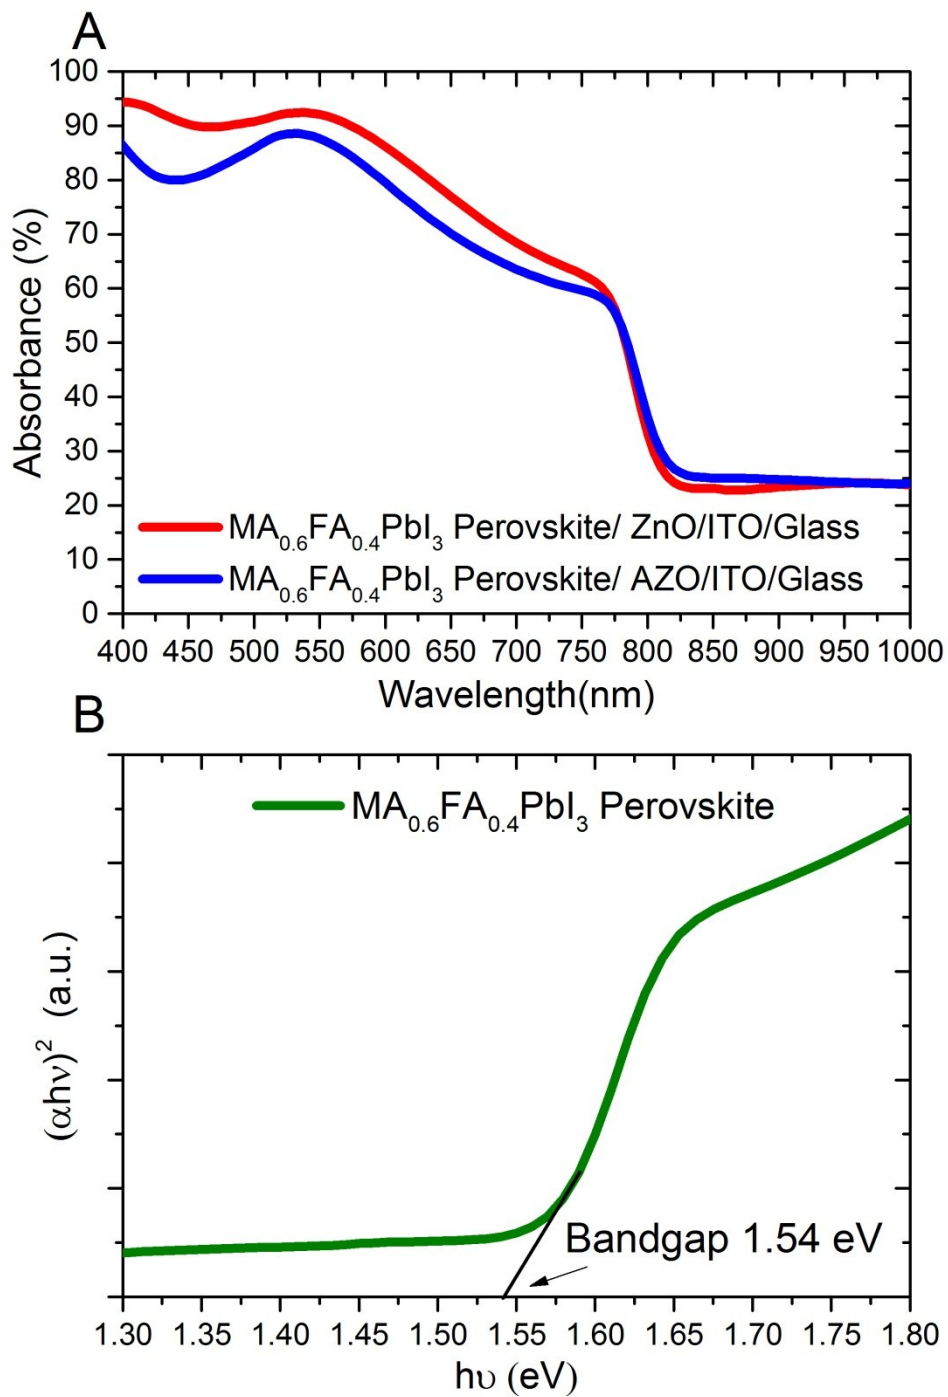 A
100
90
80
70
60
50
40
30
20
10
0
Absorbance (%)
MA₀.₆FA₀.₄PbI₃ Perovskite/ ZnO/ITO/Glass
MA₀.₆FA₀.₄PbI₃ Perovskite/ AZO/ITO/Glass
400 450 500 550 600 650 700 750 800 850 900 950 1000
Wavelength(nm)
B
MA₀.₆FA₀.₄PbI₃ Perovskite
(αhν)² (a.u.)
Bandgap 1.54 eV
1.30 1.35 1.40 1.45 1.50 1.55 1.60 1.65 1.70 1.75 1.80
hυ (eV)